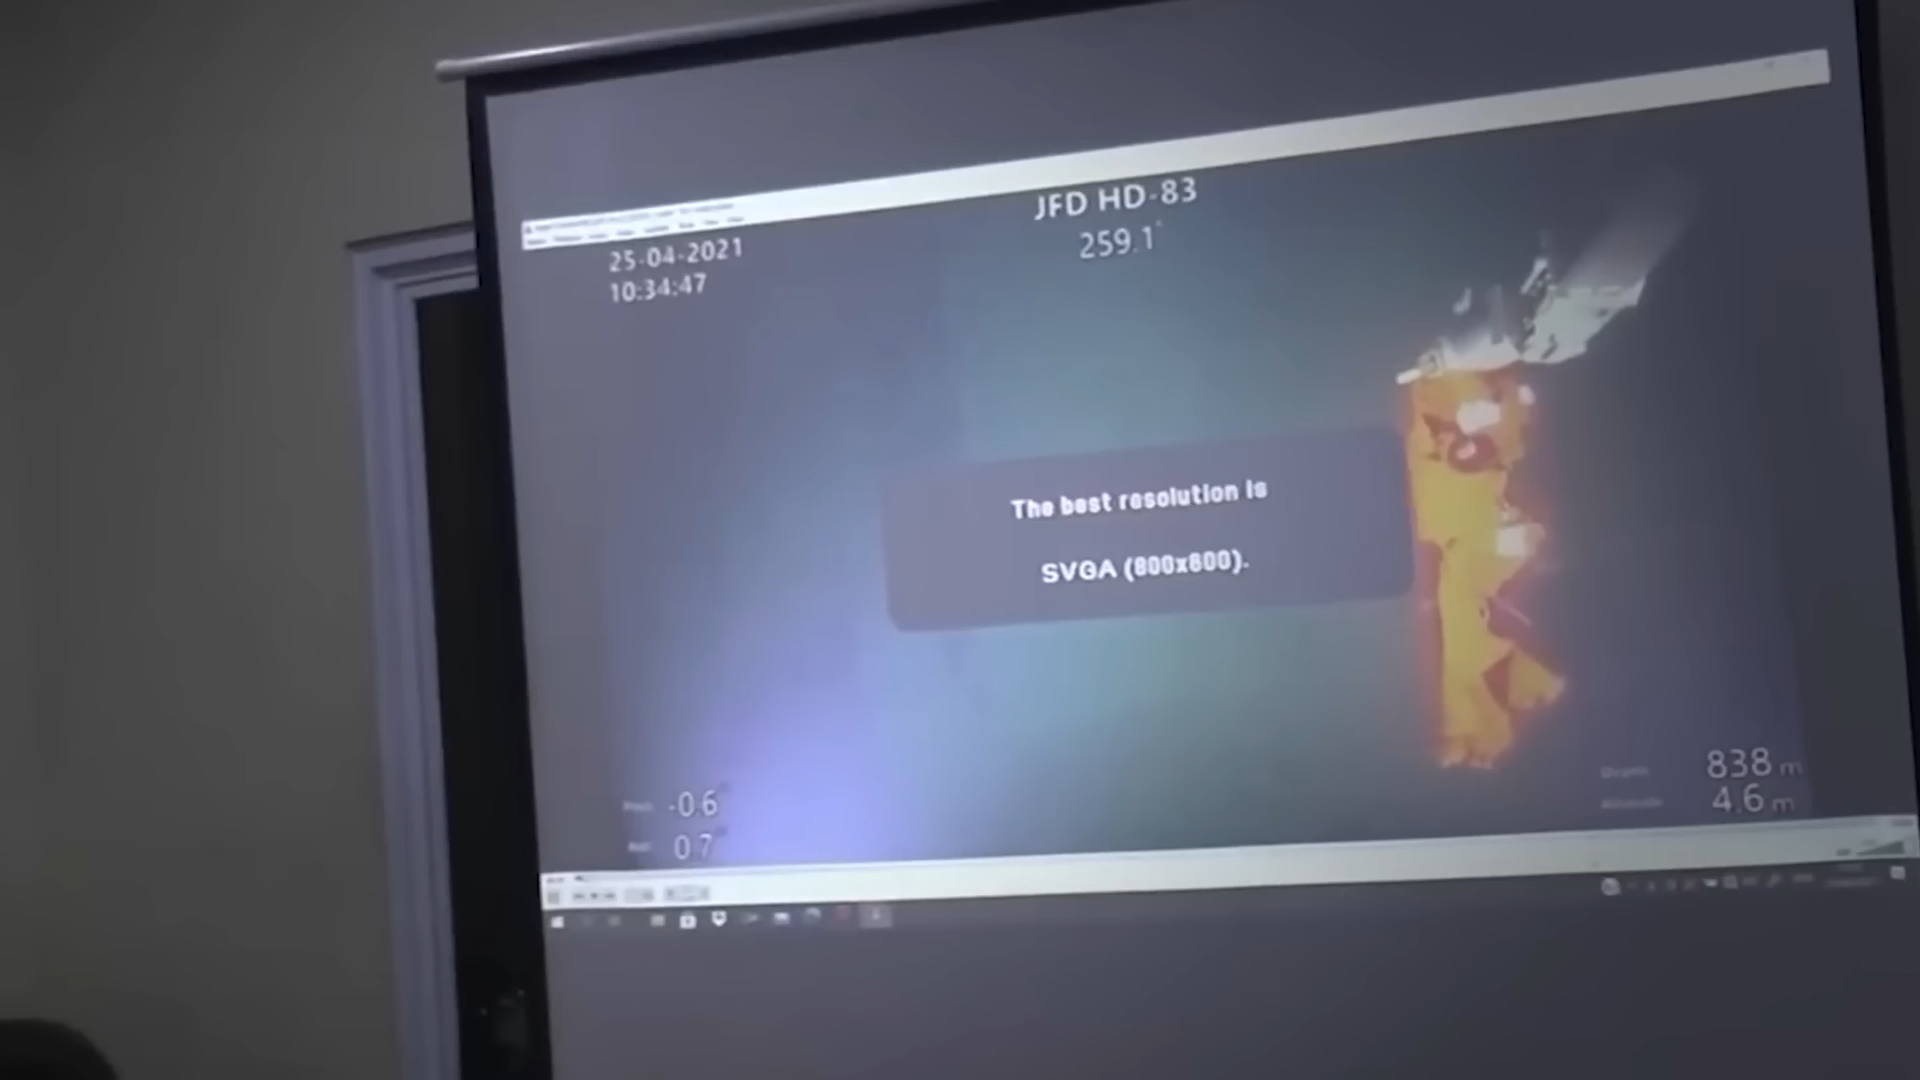 JFD HD-83
259.1°
25-04-2021
10:34:47
The best resolution is
SVGA (800x600).
-0.6°
0.7°
Depth 838 m
4.6 m